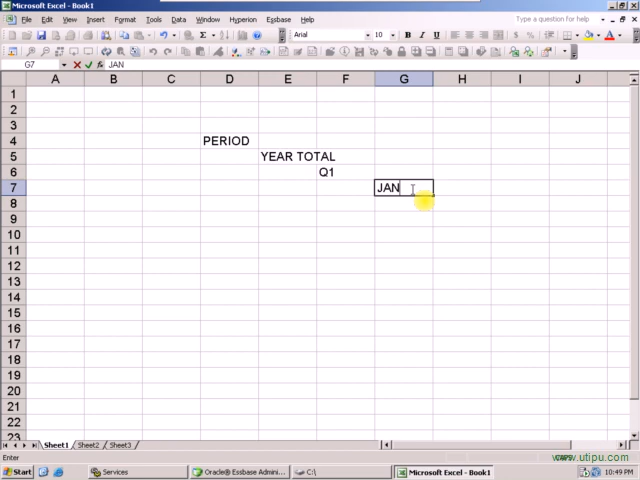 Microsoft Excel - Book1
File Edit View Insert Format Tools Data Window Hyperion Essbase Help
Type a question for help
Arial 10 B I U
G7 JAN
A B C D E F G H I J
1
2
3
4 PERIOD
5 YEAR TOTAL
6 Q1
7 JAN
8
9
10
11
12
13
14
15
16
17
18
19
20
21
22
23
Sheet1 Sheet2 Sheet3
Enter
www.utipu.com
Start Services Oracle® Essbase Admini... C:\ Microsoft Excel - Book1 10:49 PM